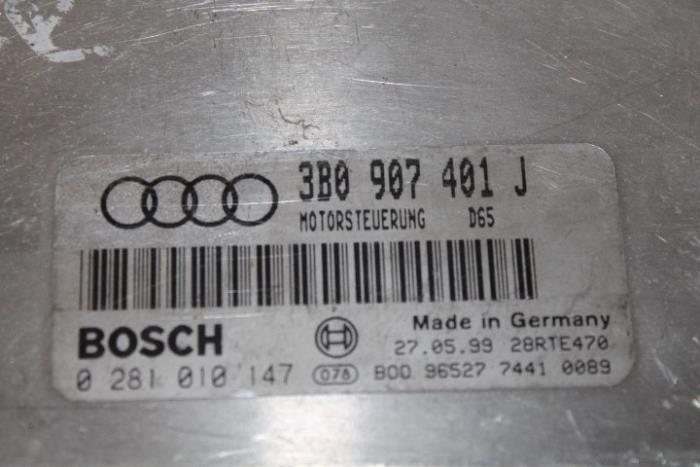 3B0 907 401 J
MOTORSTEUERUNG D65
BOSCH
Made in Germany
27.05.99 28RTE470
0 281 010 147 078 B00 96527 7441 0089